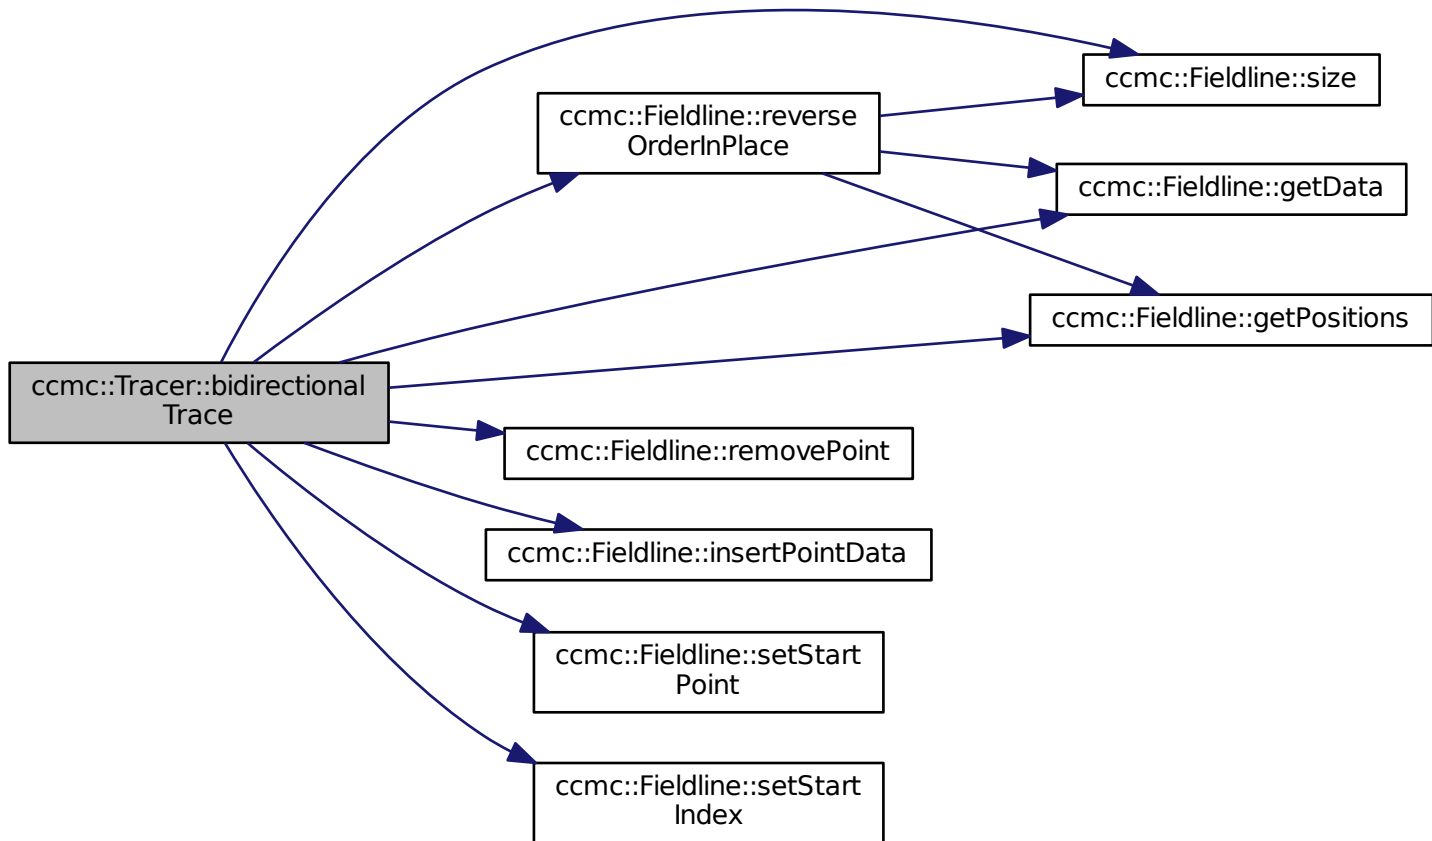 ccmc::Fieldline::size
ccmc::Fieldline::reverse
OrderInPlace
ccmc::Fieldline::getData
ccmc::Fieldline::getPositions
ccmc::Tracer::bidirectional
Trace
ccmc::Fieldline::removePoint
ccmc::Fieldline::insertPointData
ccmc::Fieldline::setStart
Point
ccmc::Fieldline::setStart
Index